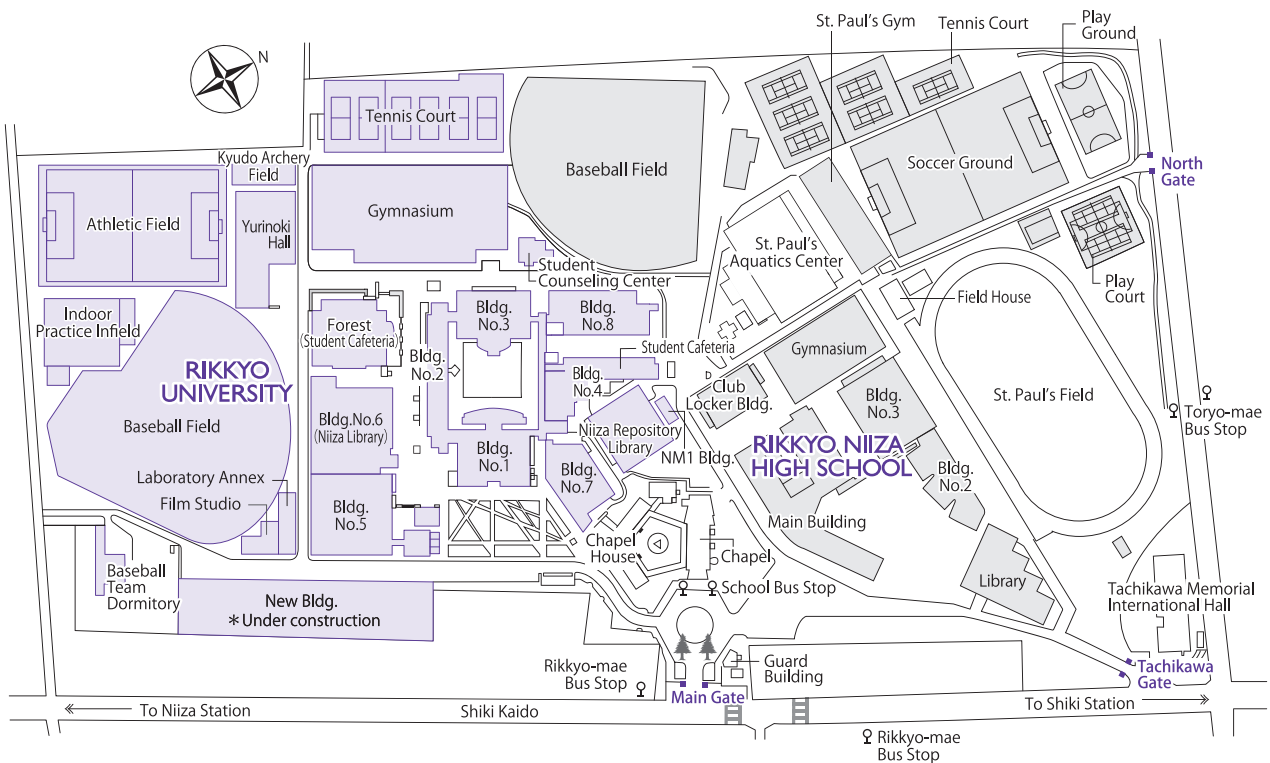 St. Paul's Gym
Tennis Court
Play
Ground
N
Tennis Court
Kyudo Archery
Field
Baseball Field
Soccer Ground
North
Gate
Athletic Field
Yurinoki
Hall
Gymnasium
St. Paul's
Aquatics Center
Student
Counseling Center
Play
Court
Field House
Indoor
Practice Infield
Forest
(Student Cafeteria)
Bldg.
No.2
Bldg.
No.3
Bldg.
No.8
Student Cafeteria
Gymnasium
RIKKYO
UNIVERSITY
Bldg.
No.4
Club
Locker Bldg.
Bldg.
No.3
St. Paul's Field
Toryo-mae
Bus Stop
Baseball Field
Bldg.No.6
(Niiza Library)
Bldg.
No.1
Niiza Repository
Library
NM1 Bldg.
RIKKYO NIIZA
HIGH SCHOOL
Bldg.
No.2
Laboratory Annex
Film Studio
Bldg.
No.5
Bldg.
No.7
Main Building
Chapel
House
Chapel
Library
Baseball
Team
Dormitory
New Bldg.
*Under construction
School Bus Stop
Tachikawa Memorial
International Hall
Rikkyo-mae
Bus Stop
Guard
Building
Tachikawa
Gate
Main Gate
To Niiza Station
Shiki Kaido
To Shiki Station
Rikkyo-mae
Bus Stop